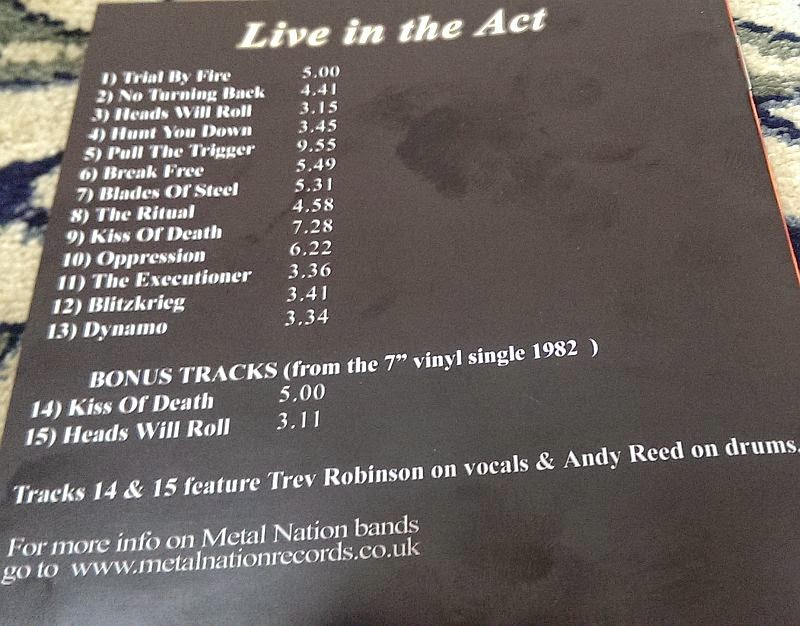 Live in the Act
1) Trial By Fire 5.00
2) No Turning Back 4.41
3) Heads Will Roll 3.15
4) Hunt You Down 3.45
5) Pull The Trigger 9.55
6) Break Free 5.49
7) Blades Of Steel 5.31
8) The Ritual 4.58
9) Kiss Of Death 7.28
10) Oppression 6.22
11) The Executioner 3.36
12) Blitzkrieg 3.41
13) Dynamo 3.34
BONUS TRACKS (from the 7” vinyl single 1982 )
14) Kiss Of Death 5.00
15) Heads Will Roll 3.11
Tracks 14 & 15 feature Trev Robinson on vocals & Andy Reed on drums.
For more info on Metal Nation bands
go to www.metalnationrecords.co.uk